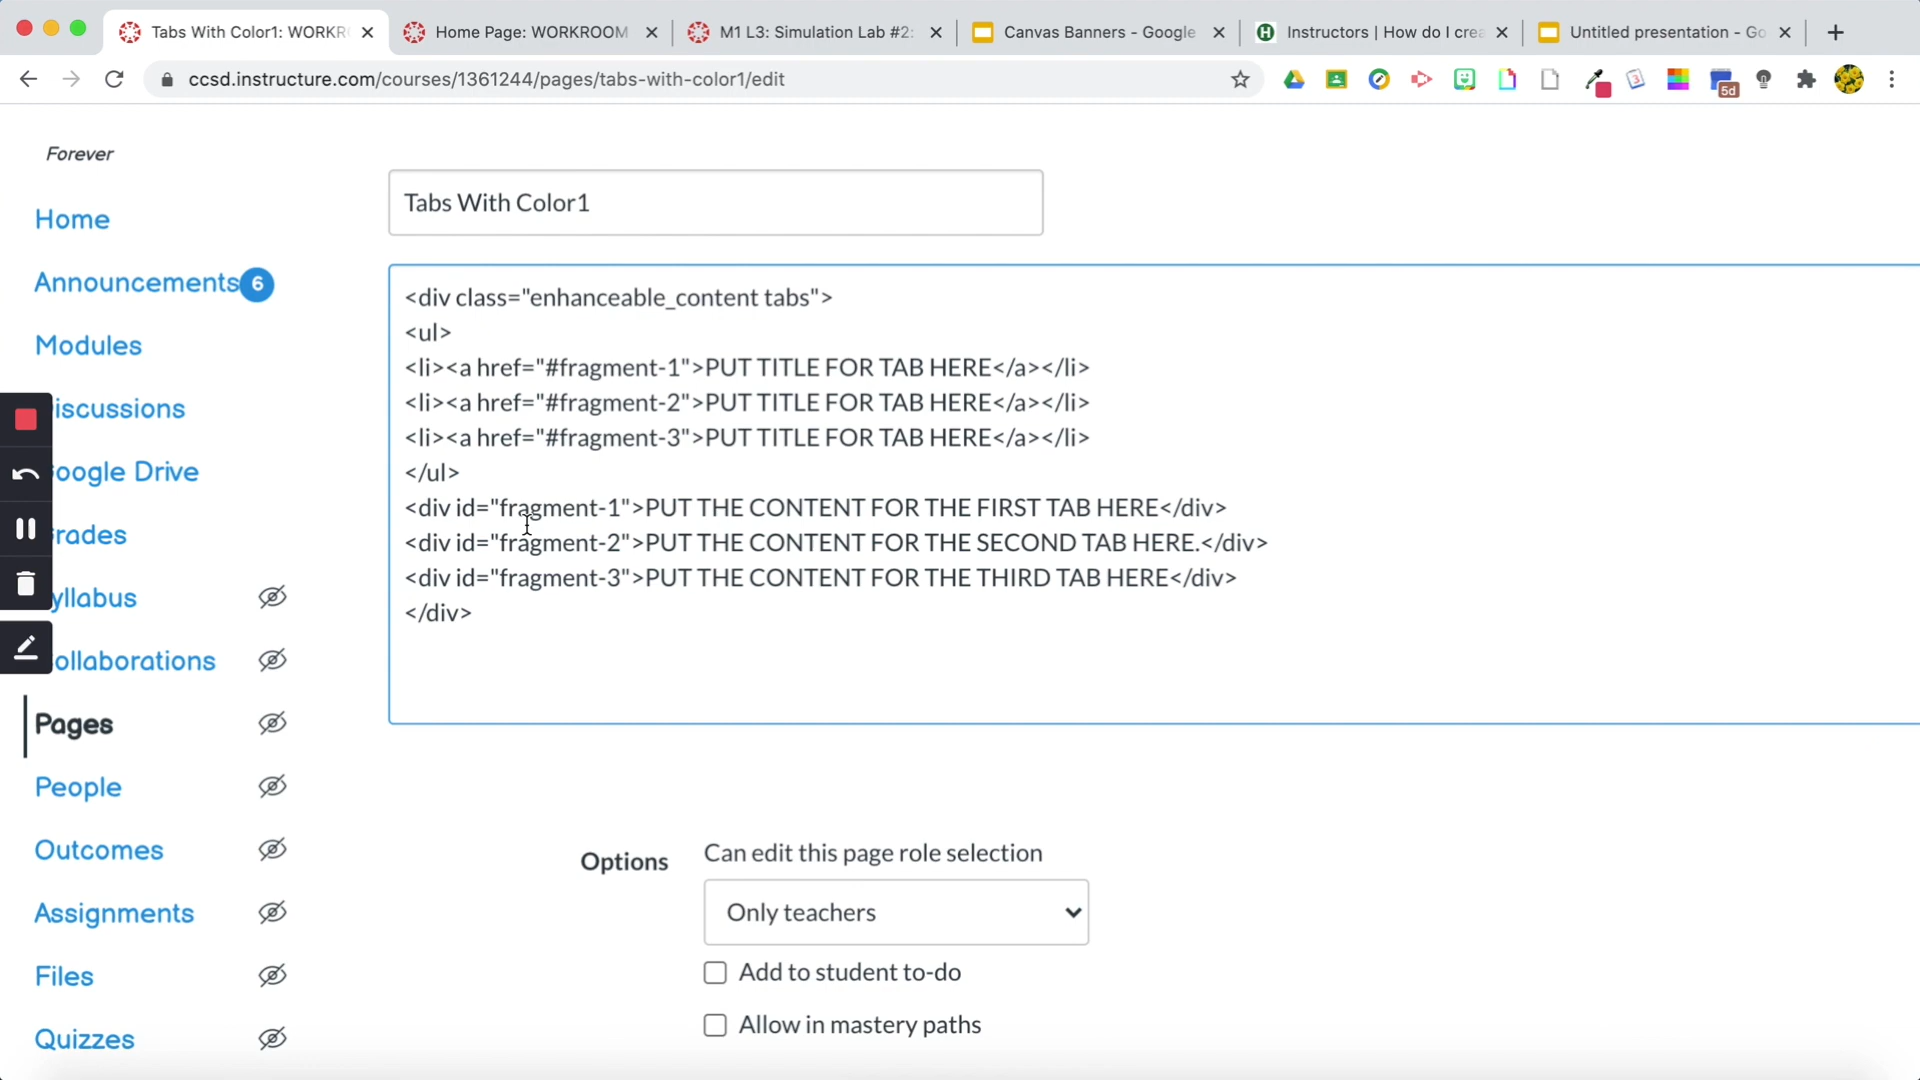 Tabs With Color1: WORKR
Home Page: WORKROOM
M1 L3: Simulation Lab #2:
Canvas Banners - Google
Instructors | How do I crea
Untitled presentation - Go
ccsd.instructure.com/courses/1361244/pages/tabs-with-color1/edit
5d
Forever
Home
Announcements 6
Modules
iscussions
oogle Drive
rades
yllabus
ollaborations
Pages
People
Outcomes
Assignments
Files
Quizzes
Tabs With Color1
<div class="enhanceable_content tabs">
<ul>
<li><a href="#fragment-1">PUT TITLE FOR TAB HERE</a></li>
<li><a href="#fragment-2">PUT TITLE FOR TAB HERE</a></li>
<li><a href="#fragment-3">PUT TITLE FOR TAB HERE</a></li>
</ul>
<div id="fragment-1">PUT THE CONTENT FOR THE FIRST TAB HERE</div>
<div id="fragment-2">PUT THE CONTENT FOR THE SECOND TAB HERE.</div>
<div id="fragment-3">PUT THE CONTENT FOR THE THIRD TAB HERE</div>
</div>
Options
Can edit this page role selection
Only teachers
Add to student to-do
Allow in mastery paths